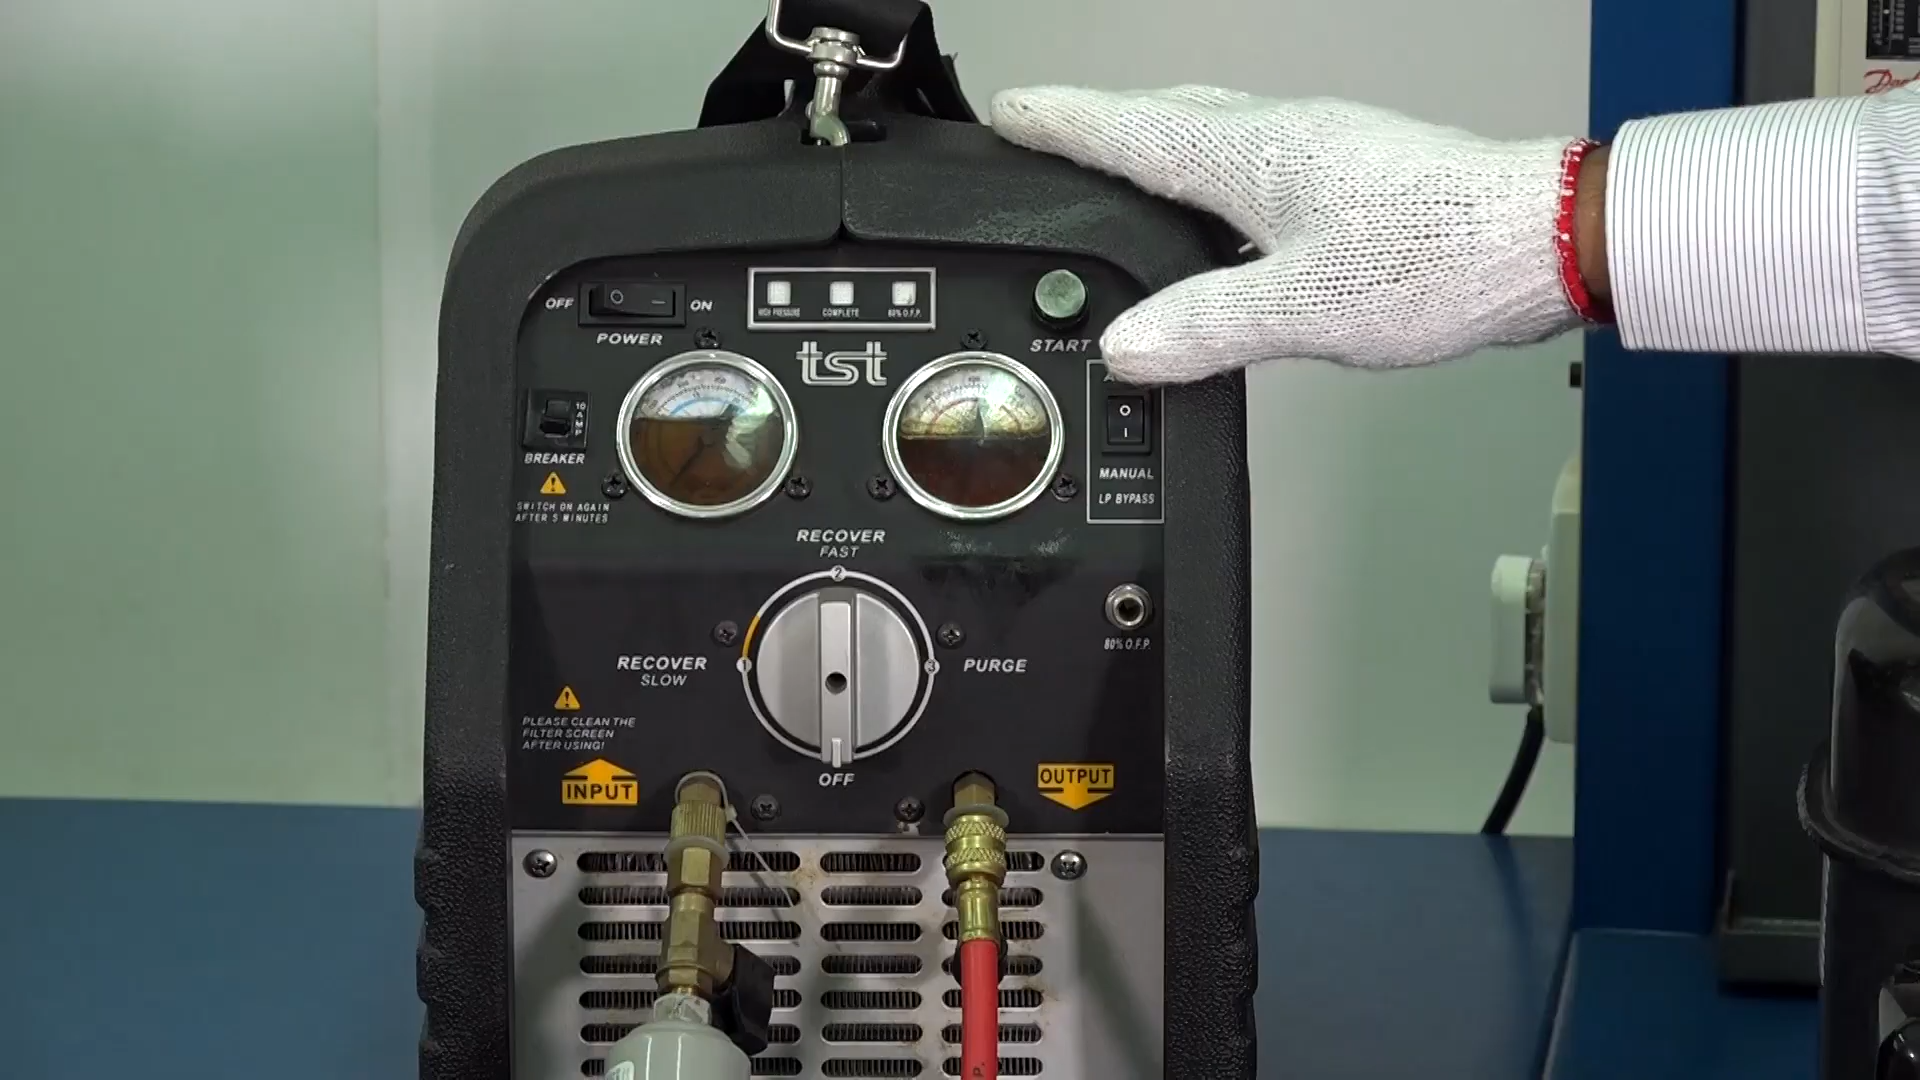 OFF
ON
POWER
HIGH PRESSURE
COMPLETE
80% O.F.P.
START
tst
10
AMP
BREAKER
SWITCH ON AGAIN
AFTER 5 MINUTES
MANUAL
LP BYPASS
RECOVER
FAST
2
80% O.F.P.
RECOVER
SLOW
1
3
PURGE
PLEASE CLEAN THE
FILTER SCREEN
AFTER USING!
OFF
INPUT
OUTPUT